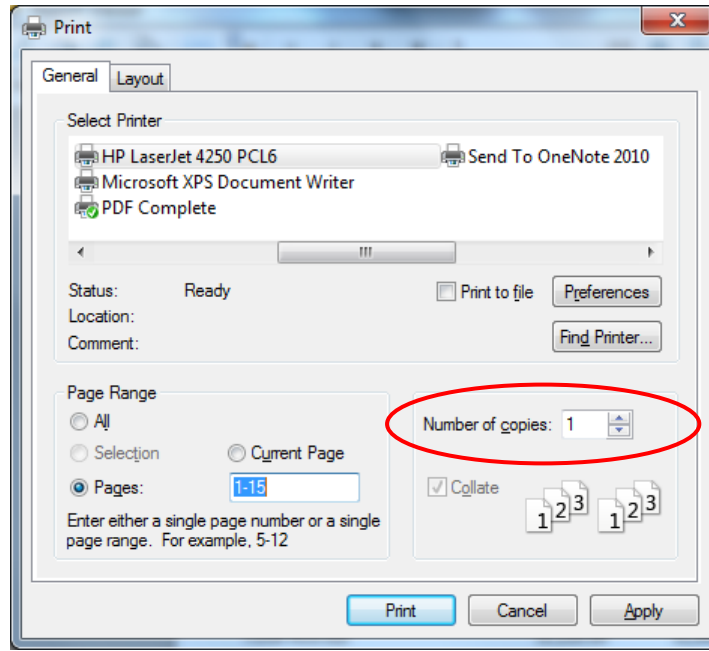 Print
General Layout
Select Printer
HP LaserJet 4250 PCL6 Send To OneNote 2010
Microsoft XPS Document Writer
PDF Complete
Status: Ready Print to file Preferences
Location:
Comment: Find Printer...
Page Range
All Number of copies: 1
Selection Current Page
Pages: 1-15 Collate
1 2 3 1 2 3
Enter either a single page number or a single
page range. For example, 5-12
Print Cancel Apply